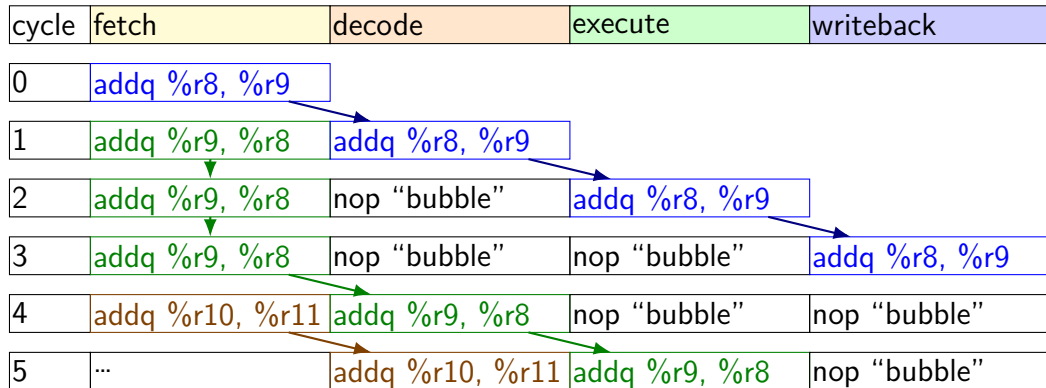 cycle fetch decode execute writeback
0 addq %r8, %r9
1 addq %r9, %r8 addq %r8, %r9
2 addq %r9, %r8 nop “bubble” addq %r8, %r9
3 addq %r9, %r8 nop “bubble” nop “bubble” addq %r8, %r9
4 addq %r10, %r11 addq %r9, %r8 nop “bubble” nop “bubble”
5 ... addq %r10, %r11 addq %r9, %r8 nop “bubble”